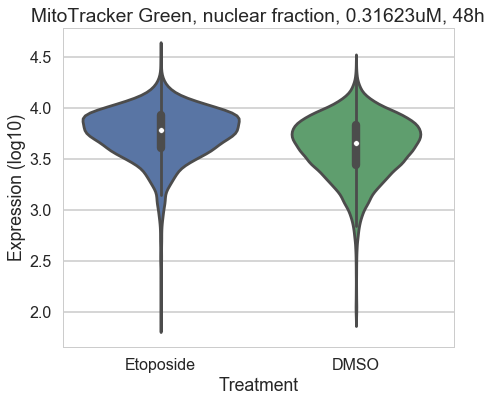 MitoTracker Green, nuclear fraction, 0.31623uM, 48h
Expression (log10)
4.5
4.0
3.5
3.0
2.5
2.0
Etoposide DMSO
Treatment